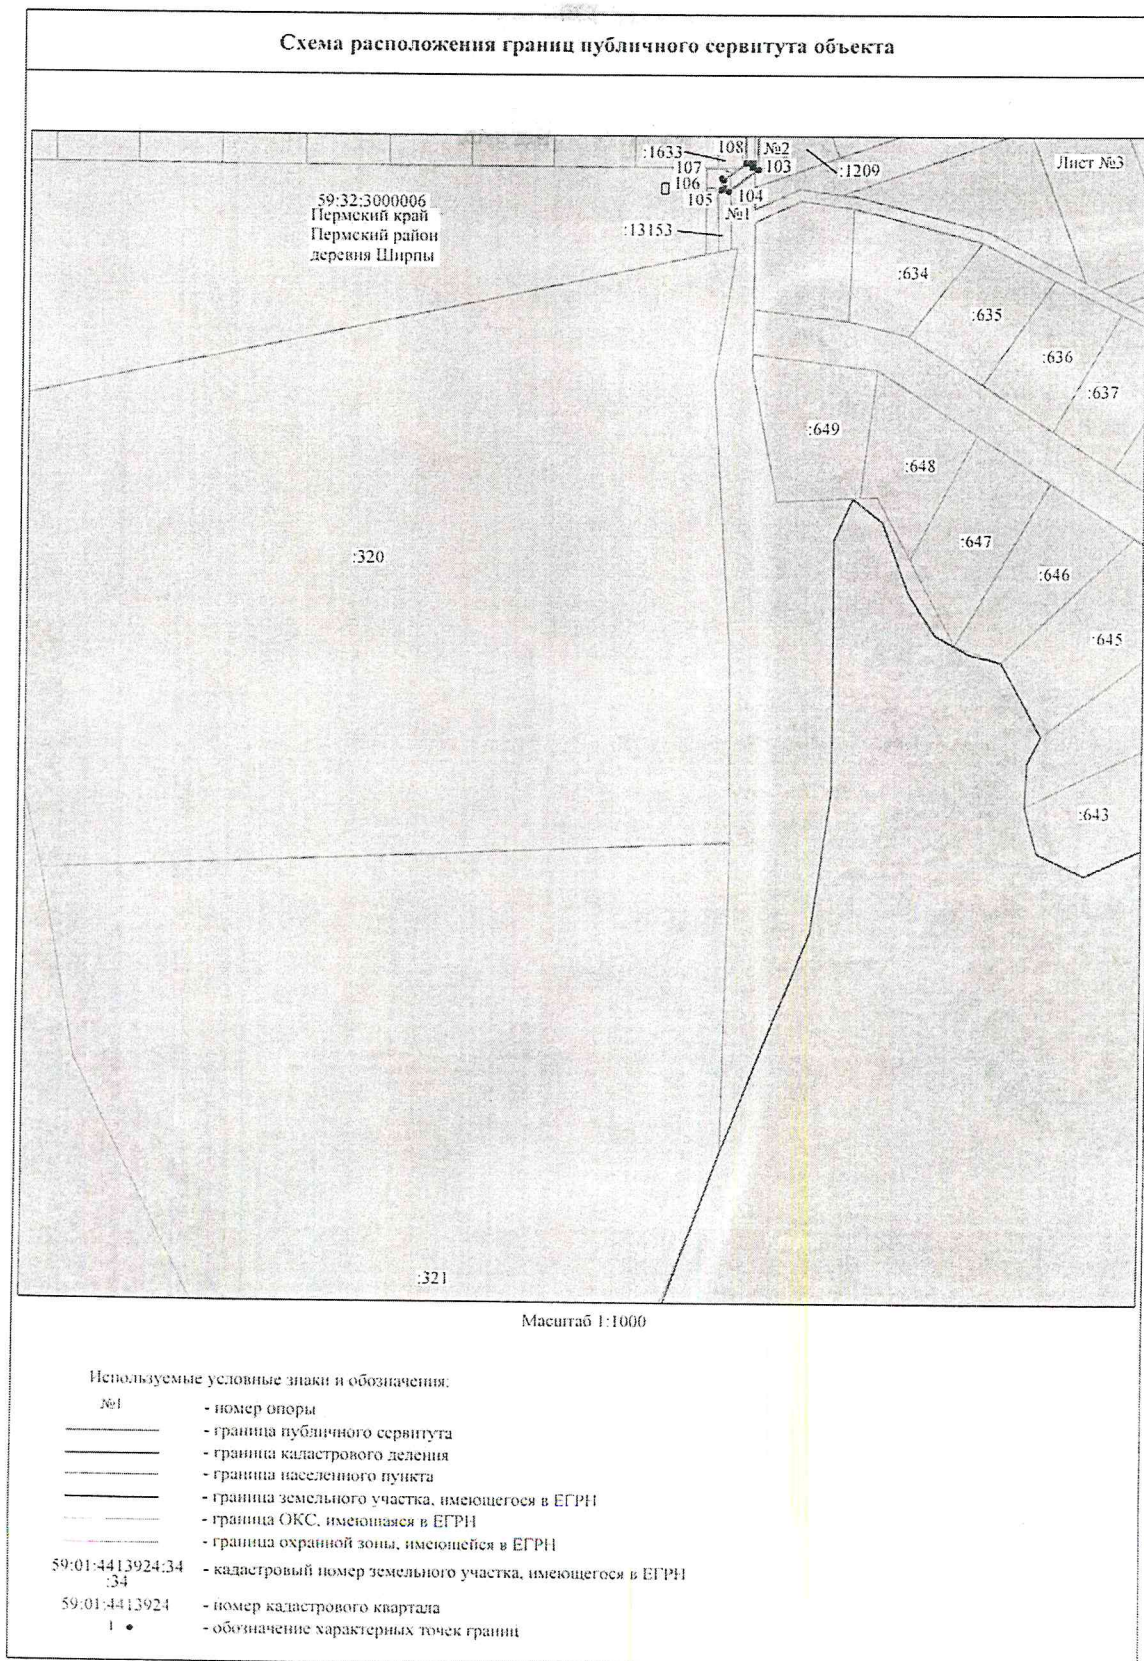 Схема расположения границ публичного сервитута объекта
108
№2
:1633
103
:1209
Лист №3
107
106
105
104
№1
59:32:3000006
Пермский край
Пермский район
деревня Ширпы
:13153
:634
:635
:636
:637
:649
:648
:647
:646
:645
:643
:320
:321
Масштаб 1:1000
Используемые условные знаки и обозначения:
№1 - номер опоры
- граница публичного сервитута
- граница кадастрового деления
- граница населенного пункта
- граница земельного участка, имеющегося в ЕГРН
- граница ОКС, имеющаяся в ЕГРН
- граница охранной зоны, имеющейся в ЕГРН
59:01:4413924:34
:34 - кадастровый номер земельного участка, имеющегося в ЕГРН
59:01:4413924 - номер кадастрового квартала
1 • - обозначение характерных точек границ